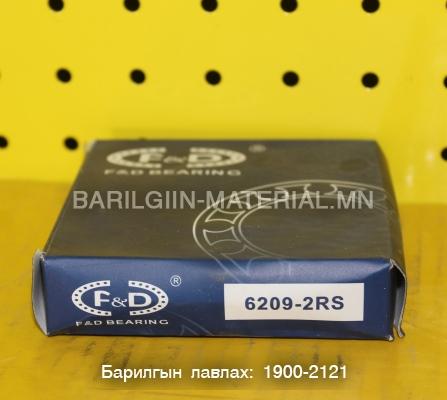 F&D
F&D BEARING
BARILGIIN-MATERIAL.MN
F&D ®
F&D BEARING
6209-2RS
Барилгын лавлах: 1900-2121